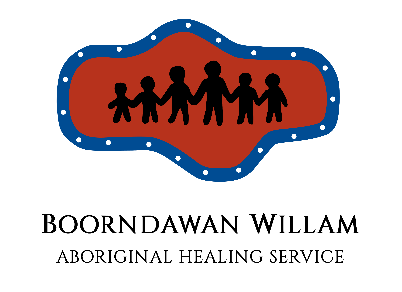 BOORNDAWAN WILLAM
ABORIGINAL HEALING SERVICE